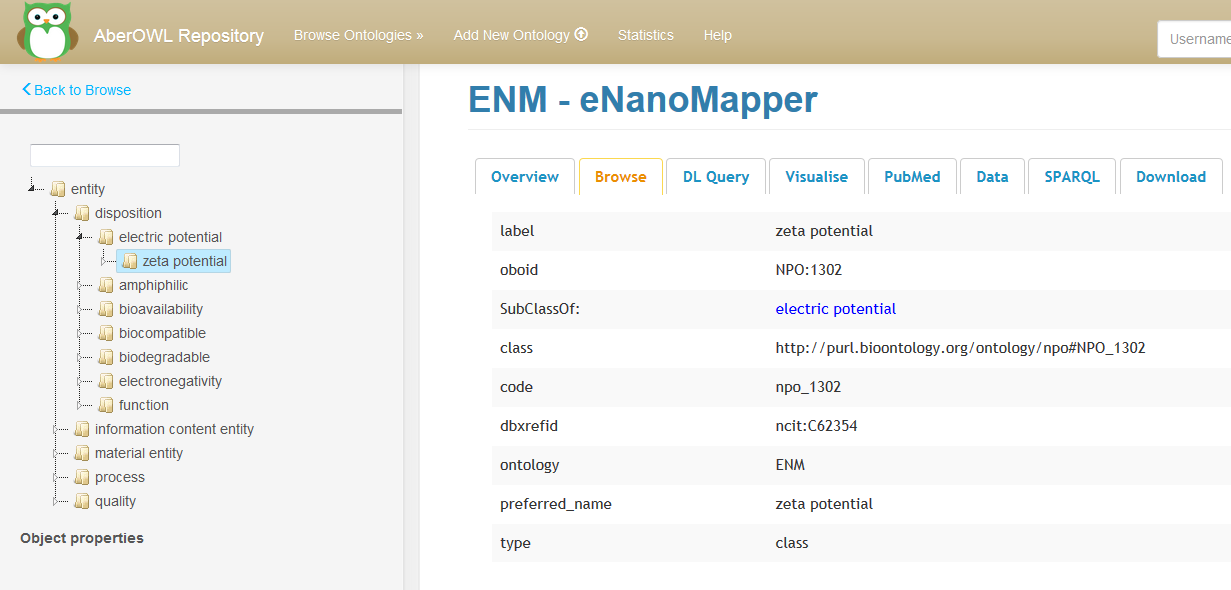 AberOWL Repository Browse Ontologies » Add New Ontology Statistics Help Username
Back to Browse
entity
disposition
electric potential
zeta potential
amphiphilic
bioavailability
biocompatible
biodegradable
electronegativity
function
information content entity
material entity
process
quality
Object properties
ENM - eNanoMapper
Overview Browse DL Query Visualise PubMed Data SPARQL Download
label zeta potential
oboid NPO:1302
SubClassOf: electric potential
class http://purl.bioontology.org/ontology/npo#NPO_1302
code npo_1302
dbxrefid ncit:C62354
ontology ENM
preferred_name zeta potential
type class